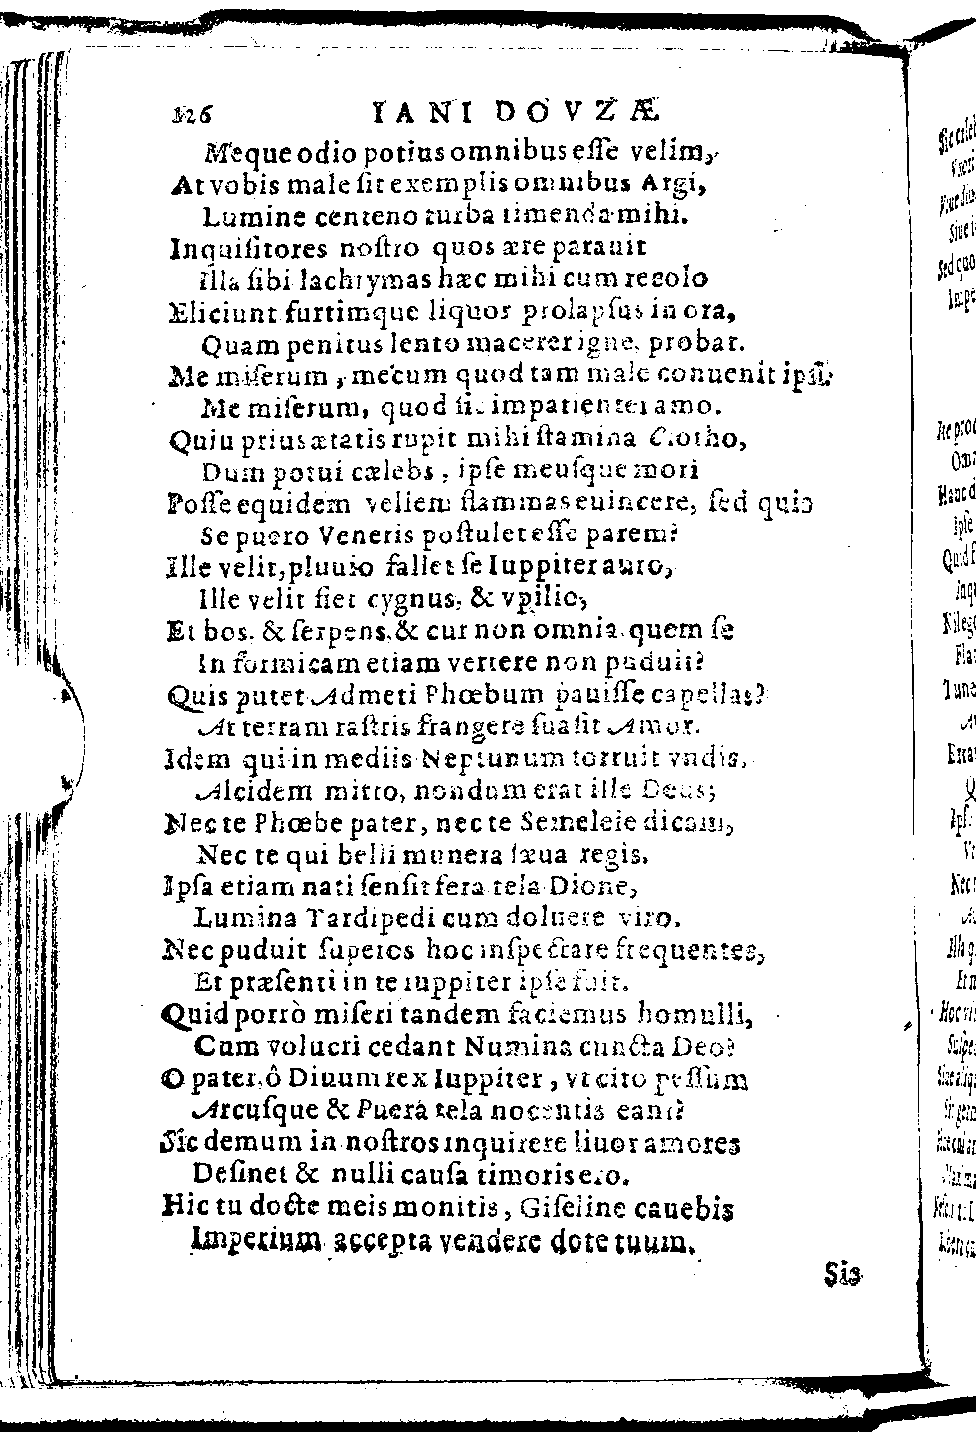 126 IANI DOVVZÆ
Meque odio potius omnibus eſſe velim,
At vobis male ſit exemplis omnibus Argi,
Lumine centeno turba timenda mihi.
Inquiſitores noſtro quos ære parauit
Illa ſibi lachrymas hæc mihi cum recolo
Eliciunt furtimque liquor prolapſus in ora,
Quam penitus lento macerer igne, probat.
Me miſerum, mecum quod tam male conuenit ipſi:
Me miſerum, quod ſic impatienter amo.
Quin prius ætatis rupit mihi ſtamina Clotho,
Dum potui cælebs, ipſe meuſque mori
Poſſe equidem vellem flammas euincere, ſed quis
Se puero Veneris poſtulet eſſe parem?
Ille velit, pluuio fallet ſe Iuppiter auro,
Ille velit fiet cygnus, & vpilio,
Et bos, & ſerpens, & cur non omnia quem ſe
In formicam etiam vertere non puduit?
Quis putet Admeti Phœbum pauiſſe capellas?
At terram raſtris frangere ſuaſit Amor.
Idem qui in mediis Neptunum torruit vndis,
Alcidem mitto, nondum erat ille Deus;
Nec te Phœbe pater, nec te Semeleie dicam,
Nec te qui belli munera ſæua regis.
Ipſa etiam nati ſenſit fera tela Dione,
Lumina Tardipedi cum doluere viro.
Nec puduit ſuperos hoc inſpectare frequentes,
Et præſenti in te iuppiter ipſe fuit.
Quid porrò miſeri tandem faciemus homulli,
Cum volucri cedant Numina cuncta Deo?
O pater, ô Diuum rex Iuppiter, vt cito peſſum
Arcuſque & Pueri tela nocentis eant?
Sic demum in noſtros inquirere liuor amores
Deſinet & nulli cauſa timoris ero.
Hic tu docte meis monitis, Giſeline cauebis
Imperium accepta vendere dote tuum.
Sis